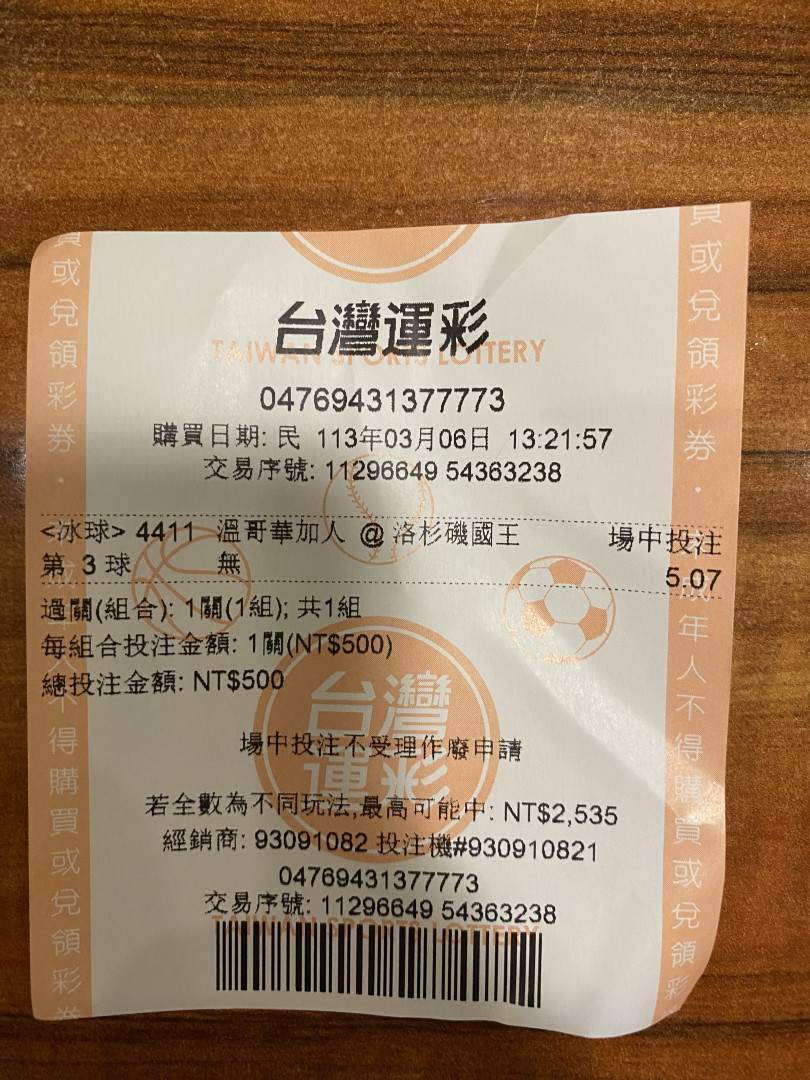 台灣運彩
TAIWAN SPORTS LOTTERY
04769431377773
購買日期: 民 113年03月06日 13:21:57
交易序號: 11296649 54363238
<冰球> 4411 溫哥華加人 @ 洛杉磯國王 場中投注
第 3 球 無 5.07
過關(組合): 1關(1組); 共1組
每組合投注金額: 1關(NT$500)
總投注金額: NT$500
台灣運彩
場中投注不受理作廢申請
若全數為不同玩法,最高可能中: NT$2,535
經銷商: 93091082 投注機#930910821
04769431377773
交易序號: 11296649 54363238
TAIWAN SPORTS LOTTERY
買或兌領彩券・
人不得購買或兌領彩券
買或兌領彩券・
年人不得購買或兌領彩